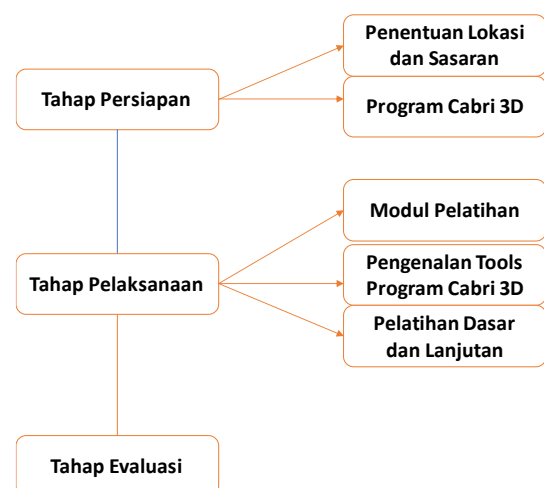 Penentuan Lokasi
dan Sasaran
Tahap Persiapan
Program Cabri 3D
Modul Pelatihan
Tahap Pelaksanaan
Pengenalan Tools
Program Cabri 3D
Pelatihan Dasar
dan Lanjutan
Tahap Evaluasi